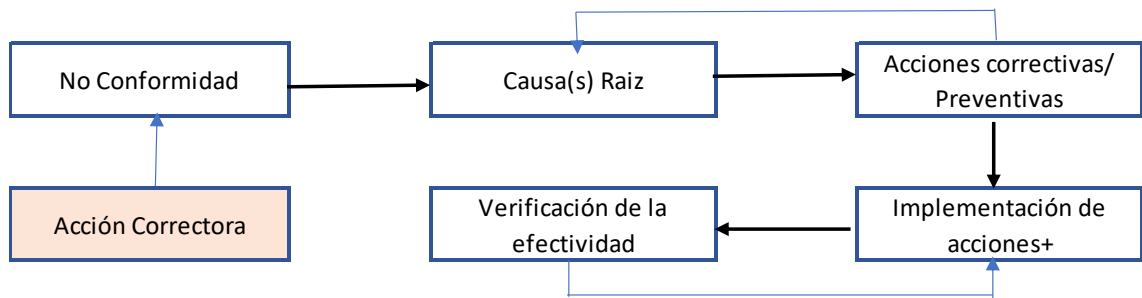 No Conformidad
Causa(s) Raiz
Acciones correctivas/
Preventivas
Acción Correctora
Verificación de la
efectividad
Implementación de
acciones+